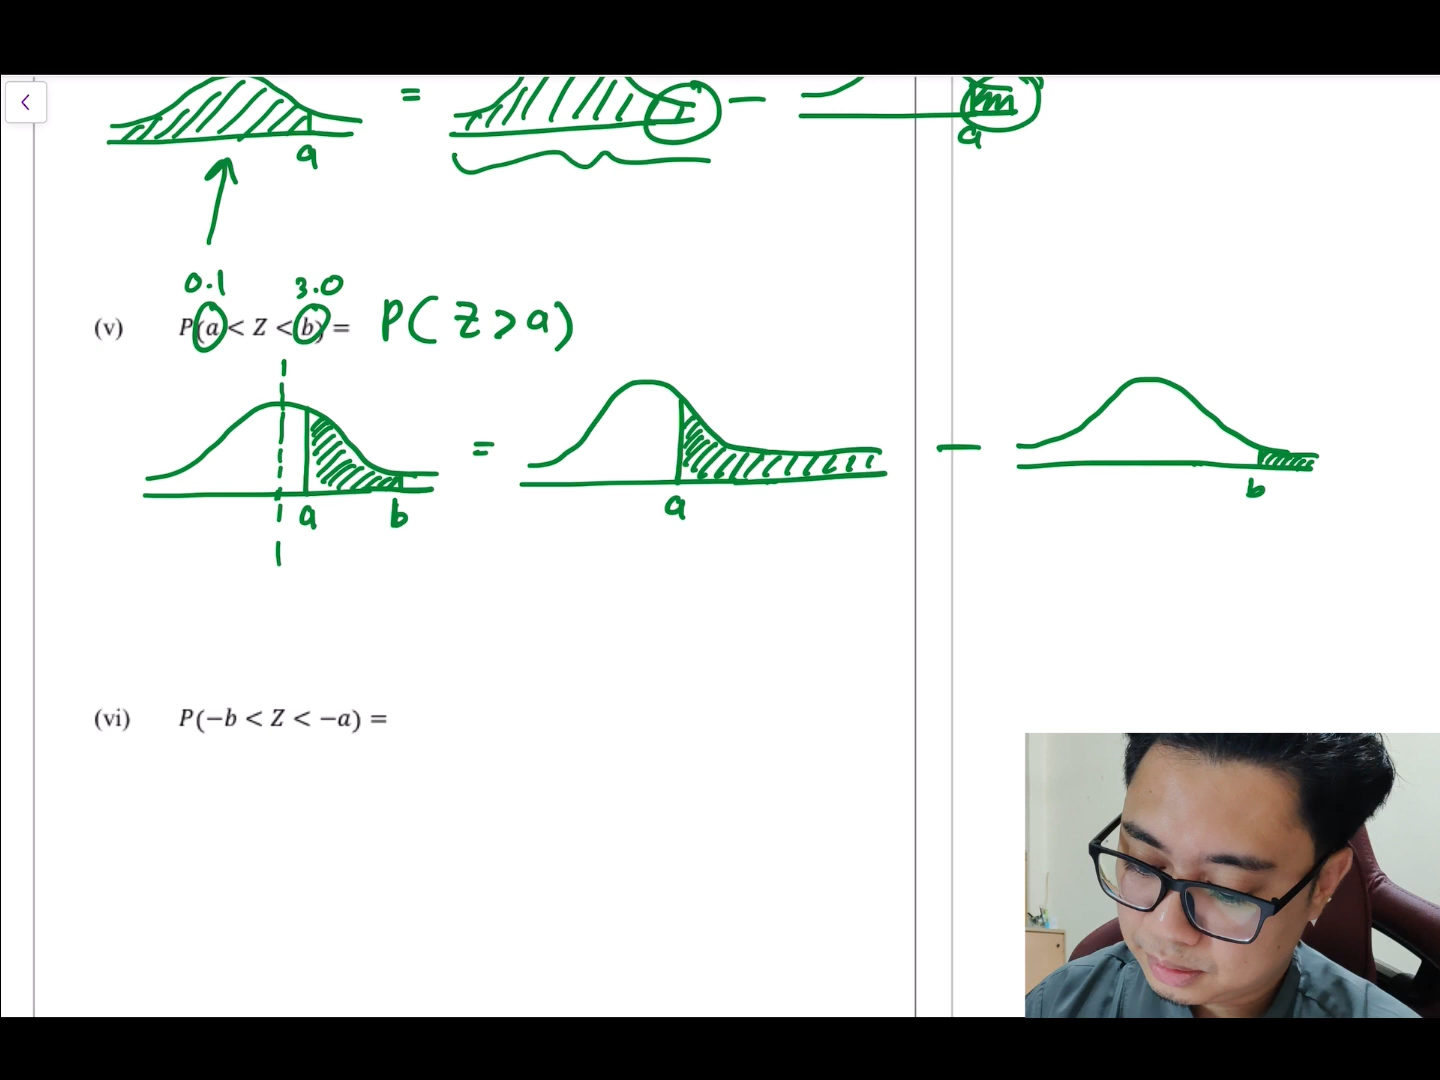 = −
a a
0.1 3.0
(v) P(a < Z < b) = P(Z > a)
= −
a b a b
(vi) P(−b < Z < −a) =